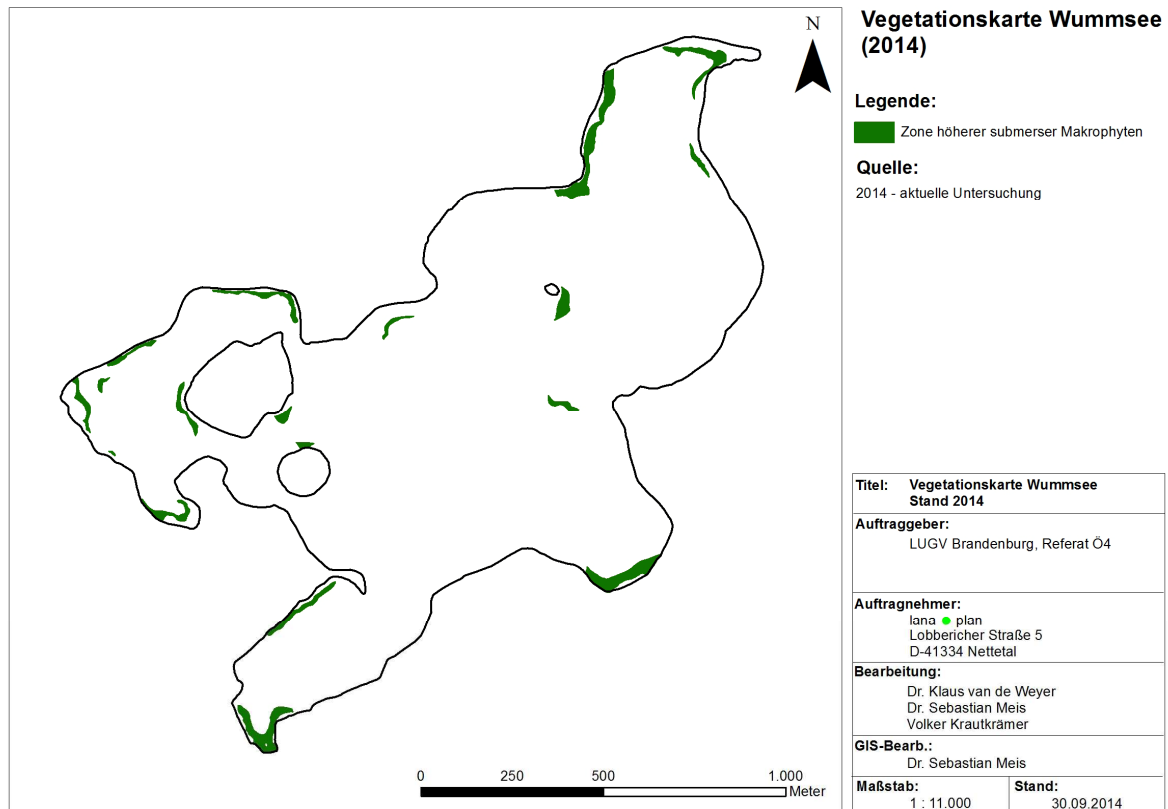 N
Vegetationskarte Wummsee
(2014)
Legende:
Zone höherer submerser Makrophyten
Quelle:
2014 - aktuelle Untersuchung
Titel: Vegetationskarte Wummsee
Stand 2014
Auftraggeber:
LUGV Brandenburg, Referat Ö4
Auftragnehmer:
lana plan
Lobbericher Straße 5
D-41334 Nettetal
Bearbeitung:
Dr. Klaus van de Weyer
Dr. Sebastian Meis
Volker Krautkrämer
GIS-Bearb.:
Dr. Sebastian Meis
Maßstab: Stand:
1 : 11.000 30.09.2014
0 250 500 1.000
Meter